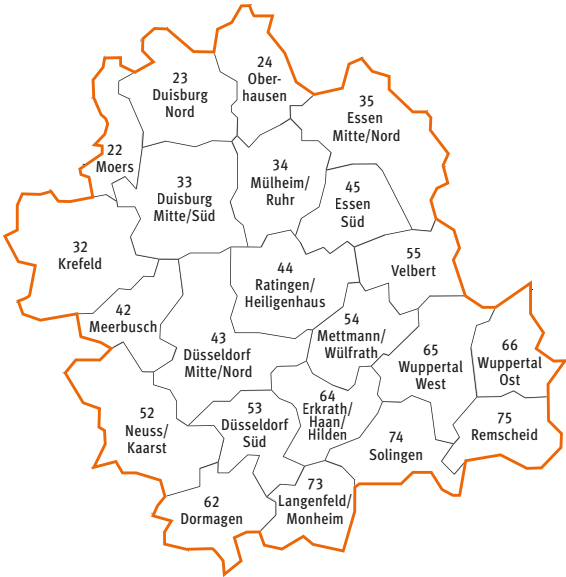 24
Ober-
hausen
23
Duisburg
Nord
35
Essen
Mitte/Nord
22
Moers
34
Mülheim/
Ruhr
33
Duisburg
Mitte/Süd
45
Essen
Süd
32
Krefeld
55
Velbert
44
Ratingen/
Heiligenhaus
42
Meerbusch
54
Mettmann/
Wülfrath
43
Düsseldorf
Mitte/Nord
66
Wuppertal
Ost
65
Wuppertal
West
64
Erkrath/
Haan/
Hilden
53
Düsseldorf
Süd
52
Neuss/
Kaarst
75
Remscheid
74
Solingen
73
Langenfeld/
Monheim
62
Dormagen